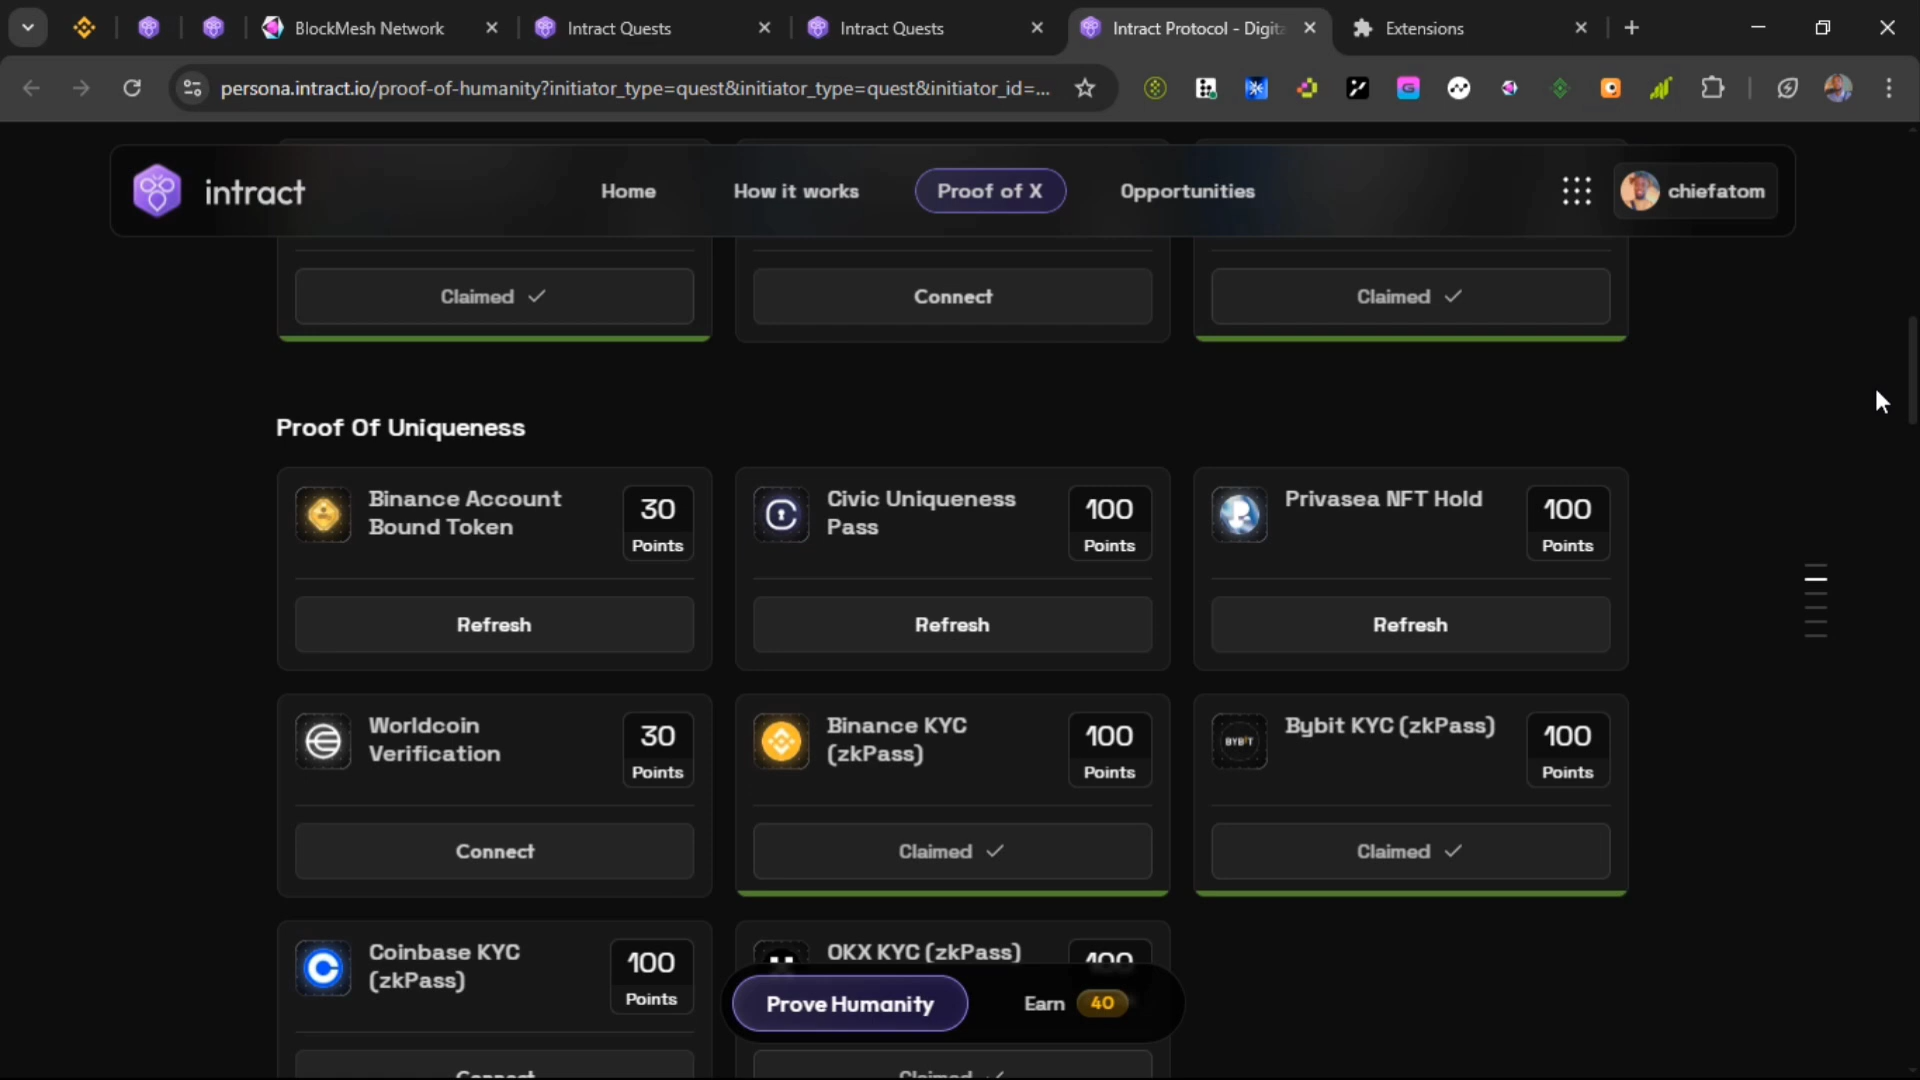 BlockMesh Network
Intract Quests
Intract Quests
Intract Protocol - Digit
Extensions
persona.intract.io/proof-of-humanity?initiator_type=quest&initiator_type=quest&initiator_id=...
intract
Home
How it works
Proof of X
Opportunities
chiefatom
Claimed
Connect
Claimed
Proof Of Uniqueness
Binance Account
Bound Token
30
Points
Refresh
Civic Uniqueness
Pass
100
Points
Refresh
Privasea NFT Hold
100
Points
Refresh
Worldcoin
Verification
30
Points
Connect
Binance KYC
(zkPass)
100
Points
Claimed
BYBIT
Bybit KYC (zkPass)
100
Points
Claimed
Coinbase KYC
(zkPass)
100
Points
Connect
OKX KYC (zkPass)
100
Claimed
Prove Humanity
Earn
40